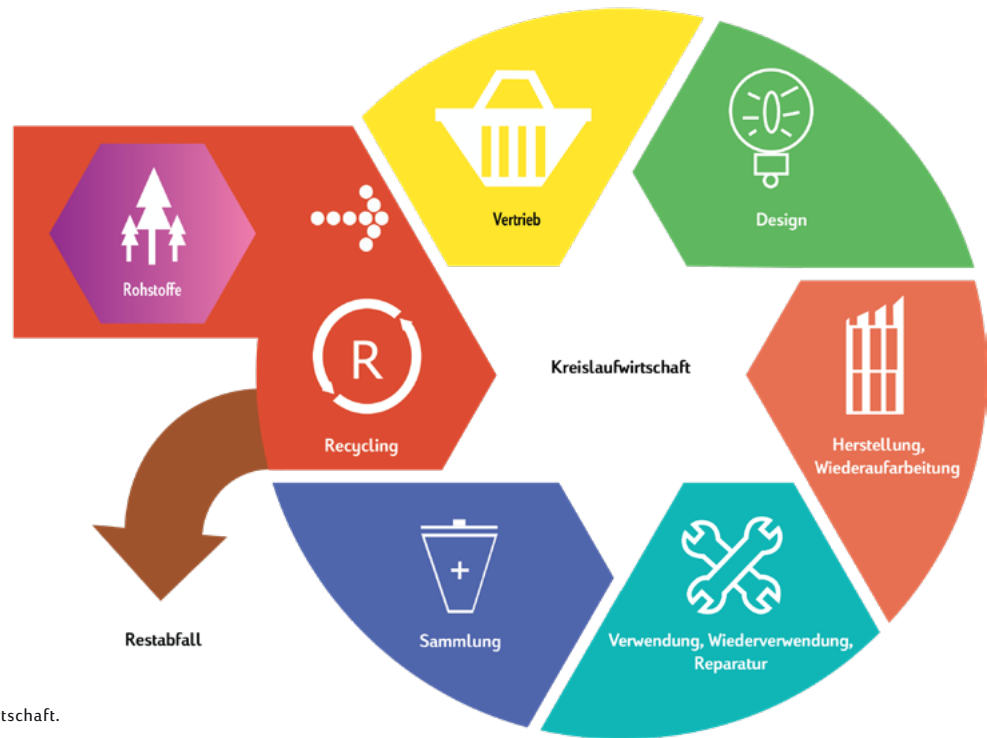 Vertrieb
Design
Rohstoffe
R
Recycling
Kreislaufwirtschaft
Herstellung,
Wiederaufarbeitung
Sammlung
Verwendung, Wiederverwendung,
Reparatur
Restabfall
tschaft.